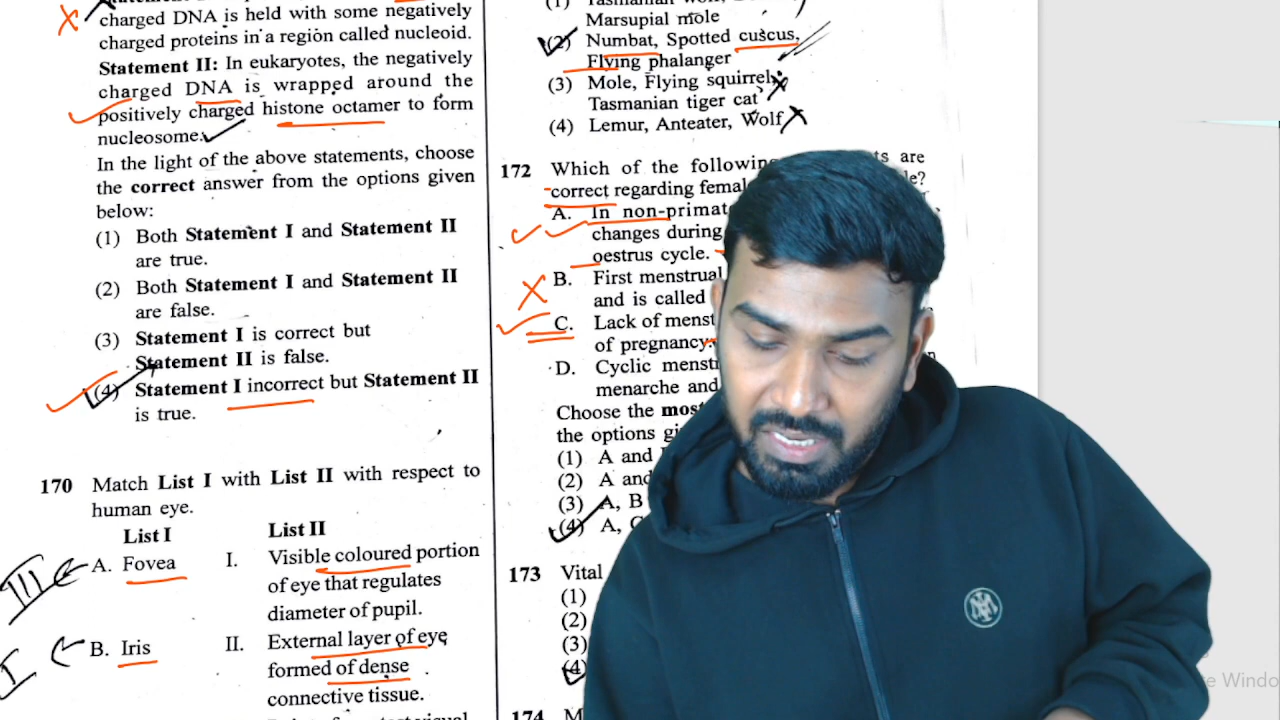 charged DNA is held with some negatively
charged proteins in a region called nucleoid.
Statement II: In eukaryotes, the negatively
charged DNA is wrapped around the
positively charged histone octamer to form
nucleosome.
In the light of the above statements, choose
the correct answer from the options given
below:
(1) Both Statement I and Statement II
are true.
(2) Both Statement I and Statement II
are false.
(3) Statement I is correct but
Statement II is false.
(4) Statement I incorrect but Statement II
is true.
170 Match List I with List II with respect to
human eye.
List I List II
III A. Fovea I. Visible coloured portion
of eye that regulates
diameter of pupil.
I B. Iris II. External layer of eye
formed of dense
connective tissue.
(1)
Marsupial mole
(2) Numbat, Spotted cuscus,
Flying phalanger
(3) Mole, Flying squirrel,
Tasmanian tiger cat
(4) Lemur, Anteater, Wolf
172 Which of the following are
correct regarding
A. In
changes during
oestrus cycle.
B. First menstrual
and is called
C. Lack of
of pregnancy.
D. Cyclic
menarche and
Choose the
the options
(1) A and
(2) A
(3) A, B
(4) A,
173 Vital
(1)
(2)
(3)
(4)
174